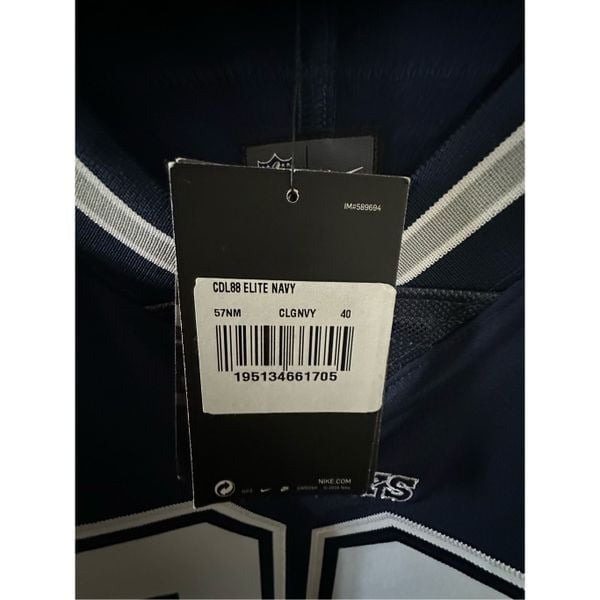 IM#589694
CDL88 ELITE NAVY
57NM CLGNVY 40
195134661705
NIKE.COM